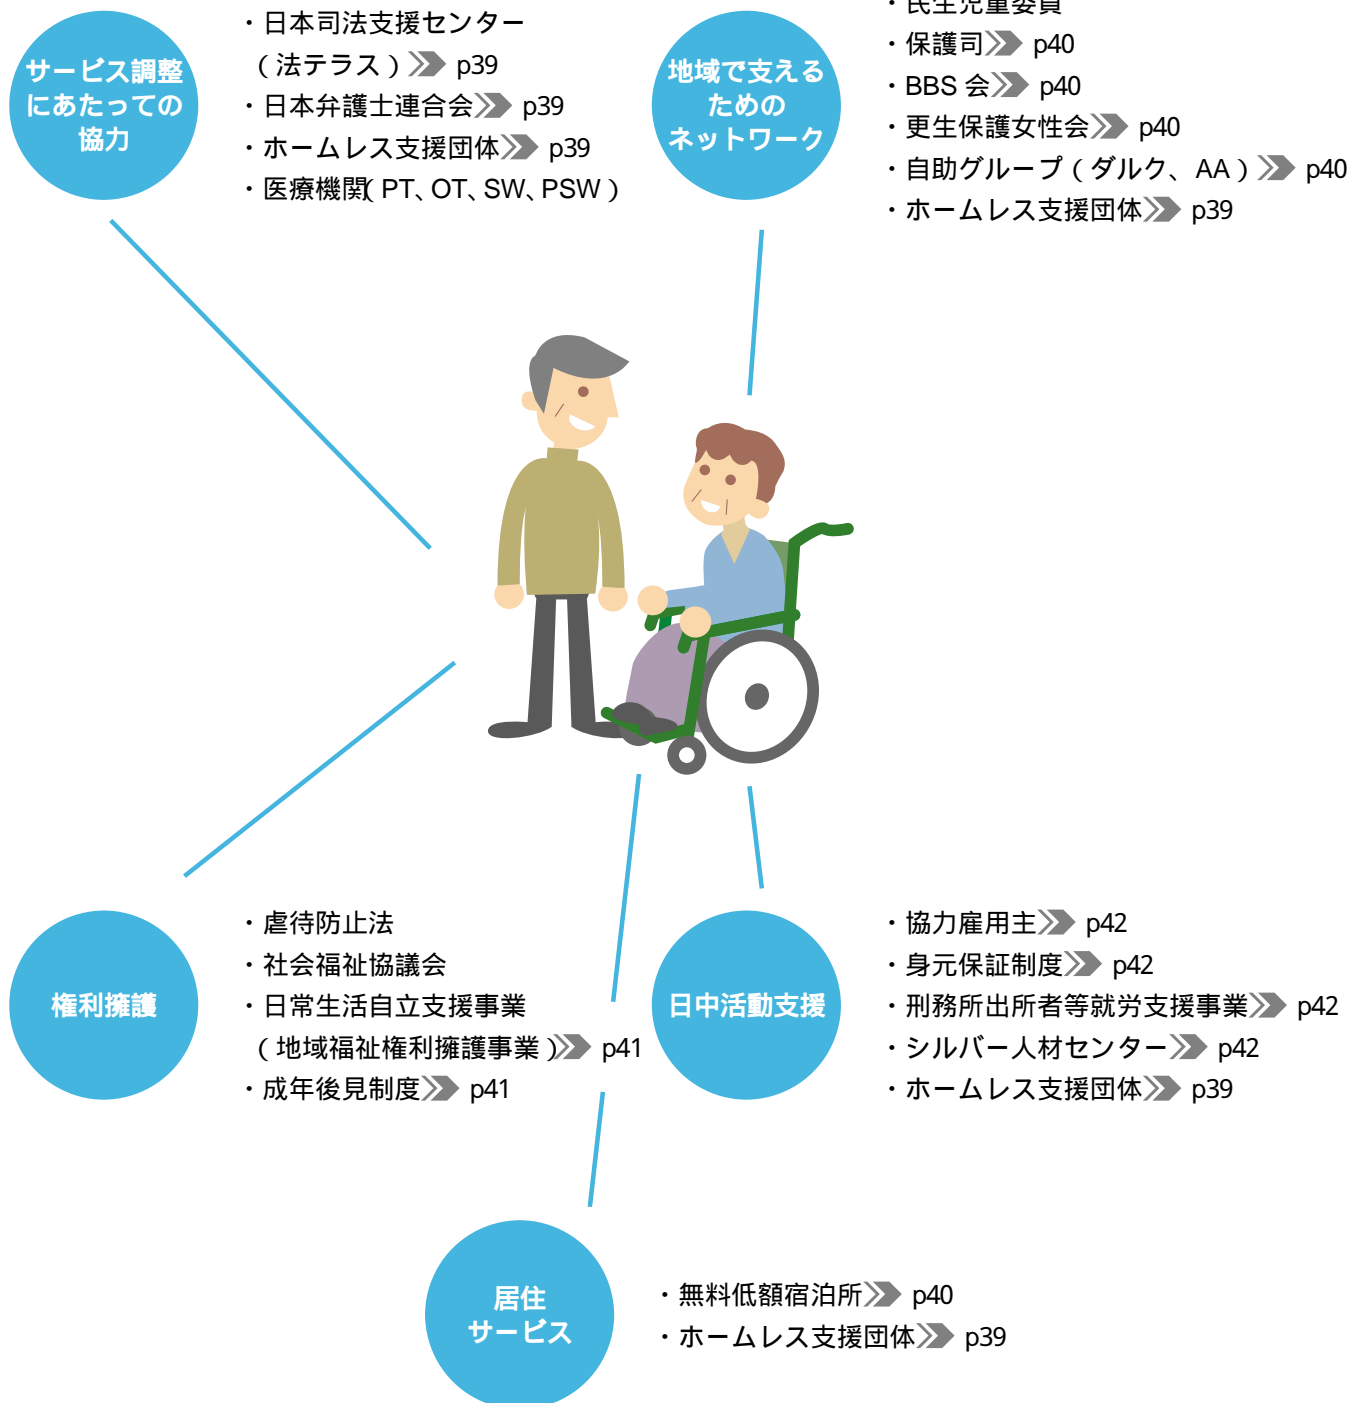 サービス調整
にあたっての
協力
・日本司法支援センター
（法テラス） p39
・日本弁護士連合会 p39
・ホームレス支援団体 p39
・医療機関（PT、OT、SW、PSW）
地域で支える
ための
ネットワーク
・民生児童委員
・保護司 p40
・BBS 会 p40
・更生保護女性会 p40
・自助グループ（ダルク、AA） p40
・ホームレス支援団体 p39
権利擁護
・虐待防止法
・社会福祉協議会
・日常生活自立支援事業
（地域福祉権利擁護事業） p41
・成年後見制度 p41
日中活動支援
・協力雇用主 p42
・身元保証制度 p42
・刑務所出所者等就労支援事業 p42
・シルバー人材センター p42
・ホームレス支援団体 p39
居住
サービス
・無料低額宿泊所 p40
・ホームレス支援団体 p39